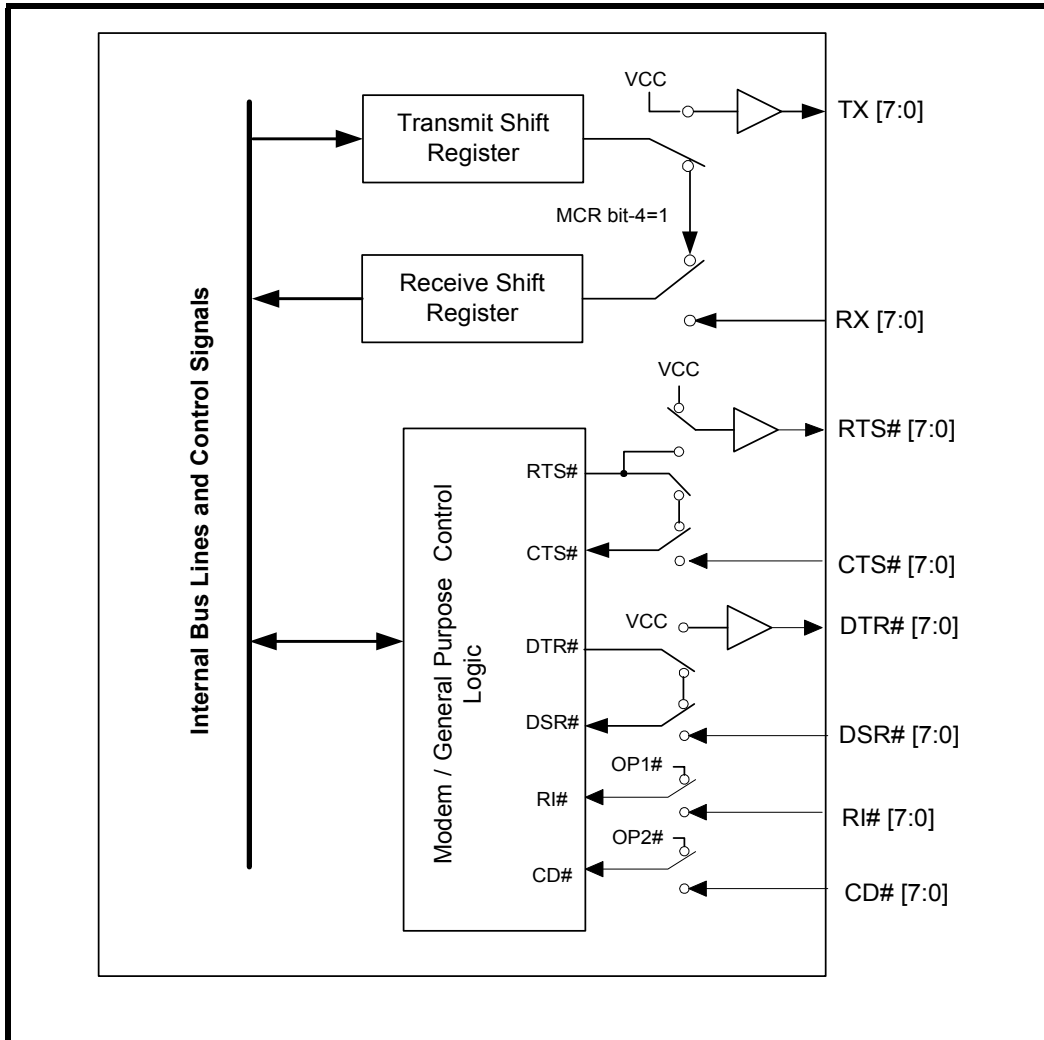 VCC
TX [7:0]
Transmit Shift
Register
MCR bit-4=1
Receive Shift
Register
RX [7:0]
Internal Bus Lines and Control Signals
VCC
RTS# [7:0]
RTS#
CTS#
CTS# [7:0]
Modem / General Purpose Control
Logic
VCC
DTR# [7:0]
DTR#
DSR#
DSR# [7:0]
OP1#
RI#
RI# [7:0]
OP2#
CD#
CD# [7:0]